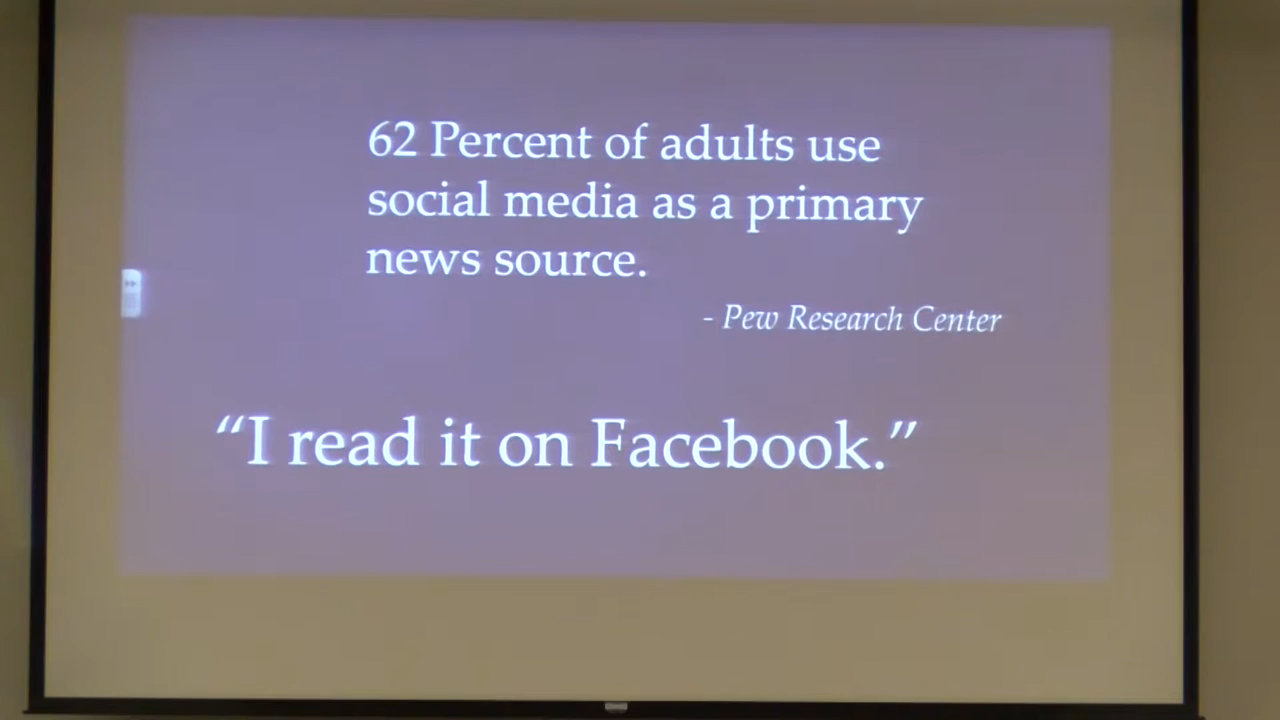 62 Percent of adults use
social media as a primary
news source.
- Pew Research Center
“I read it on Facebook.”